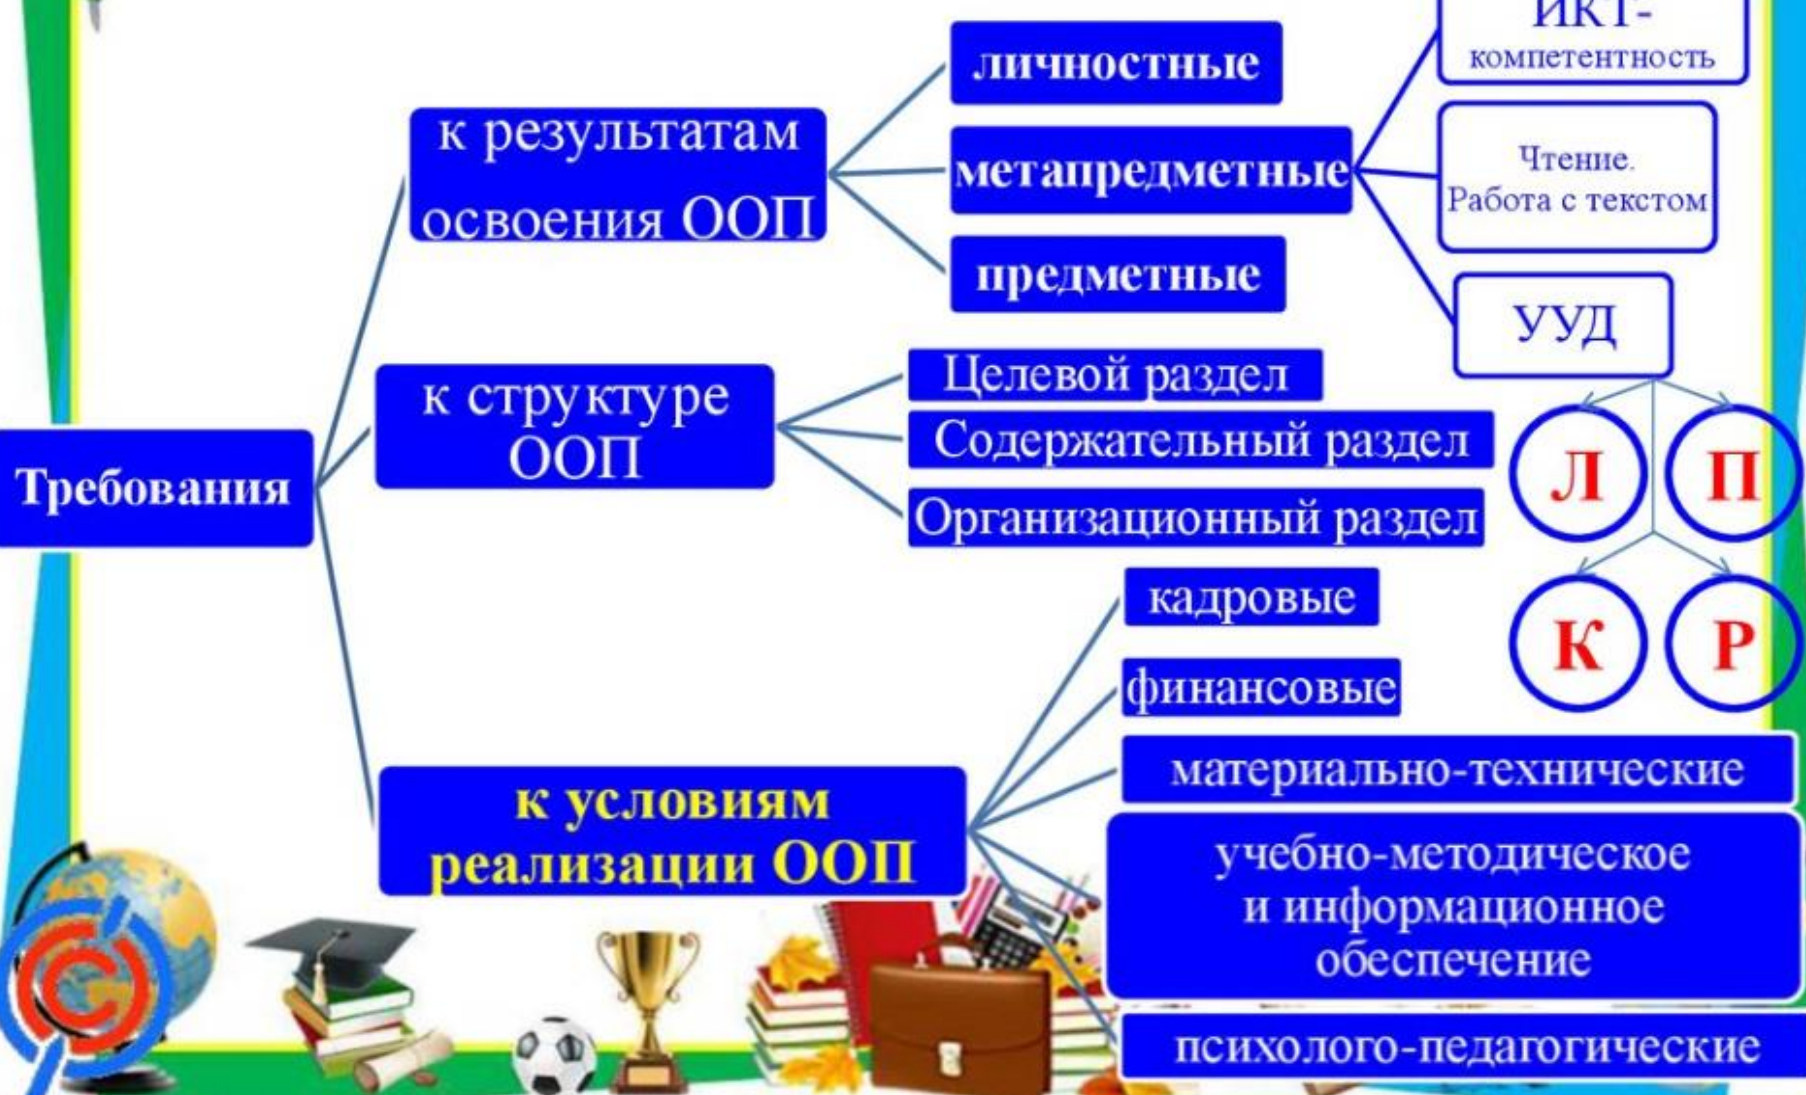 Требования
к результатам
освоения ООП
личностные
метапредметные
предметные
ИКТ-
компетентность
Чтение.
Работа с текстом
УУД
Л
П
К
Р
к структуре
ООП
Целевой раздел
Содержательный раздел
Организационный раздел
к условиям
реализации ООП
кадровые
финансовые
материально-технические
учебно-методическое
и информационное
обеспечение
психолого-педагогические